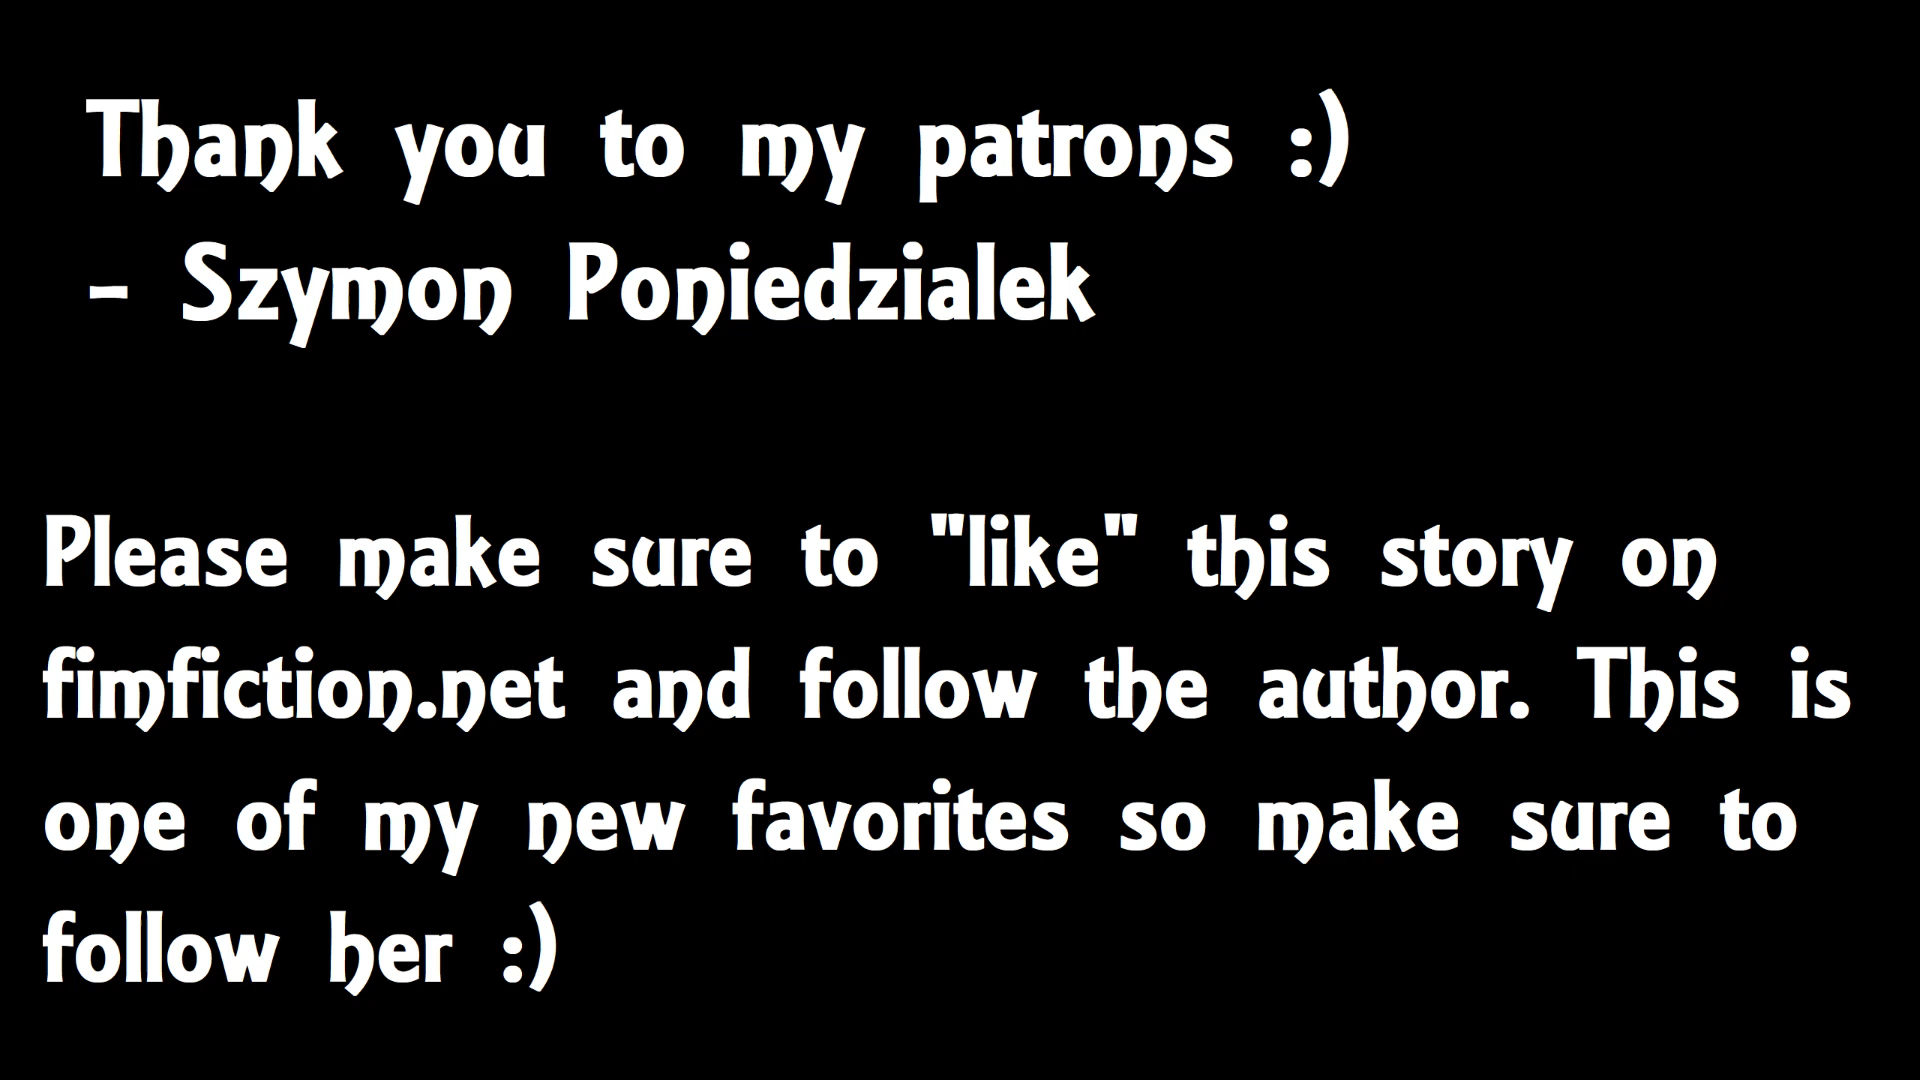 Thank you to my patrons :)
- Szymon Poniedzialek
Please make sure to "like" this story on
fimfiction.net and follow the author. This is
one of my new favorites so make sure to
follow her :)